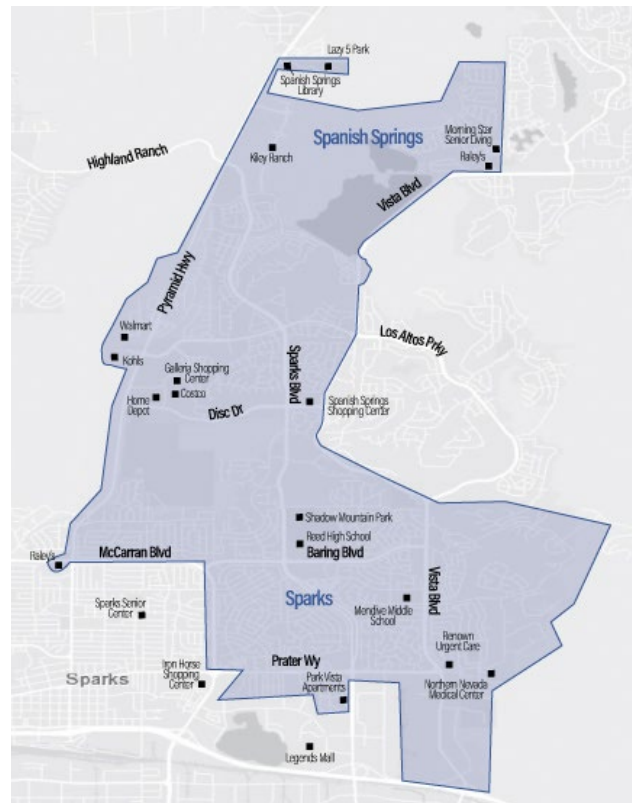 Lazy 5 Park
Spanish Springs
Library
Spanish Springs
Morning Star
Senior Living
Raley's
Highland Ranch
Kiley Ranch
Vista Blvd
Pyramid Hwy
Walmart
Kohls
Los Altos Prky
Galleria Shopping
Center
Costco
Home
Depot
Disc Dr
Sparks Blvd
Spanish Springs
Shopping Center
Shadow Mountain Park
Reed High School
Baring Blvd
McCarran Blvd
Raley's
Vista Blvd
Sparks
Sparks Senior
Center
Mendive Middle
School
Renown
Urgent Care
Prater Wy
Iron Horse
Shopping
Center
Sparks
Park Vista
Apartments
Northern Nevada
Medical Center
Legends Mall